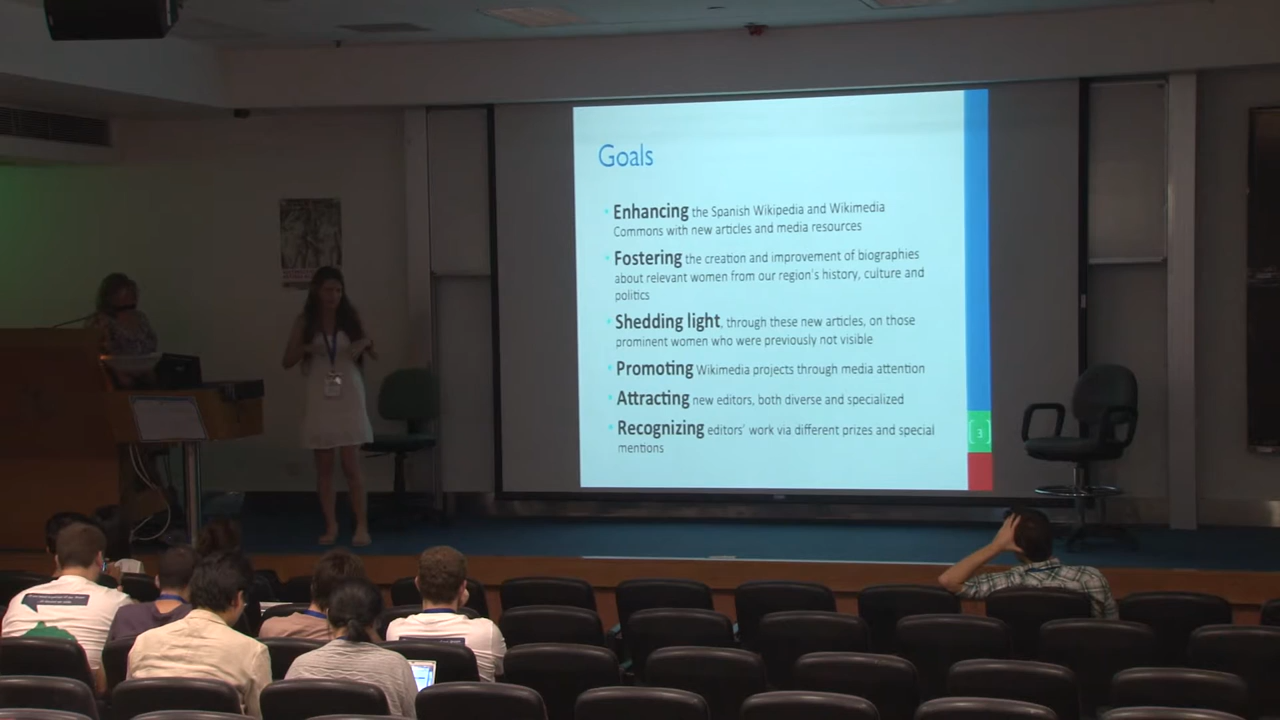 Goals
Enhancing the Spanish Wikipedia and Wikimedia
Commons with new articles and media resources
Fostering the creation and improvement of biographies
about relevant women from our region's history, culture and
politics
Shedding light, through these new articles, on those
prominent women who were previously not visible
Promoting Wikimedia projects through media attention
Attracting new editors, both diverse and specialized
Recognizing editors' work via different prizes and special
mentions
3